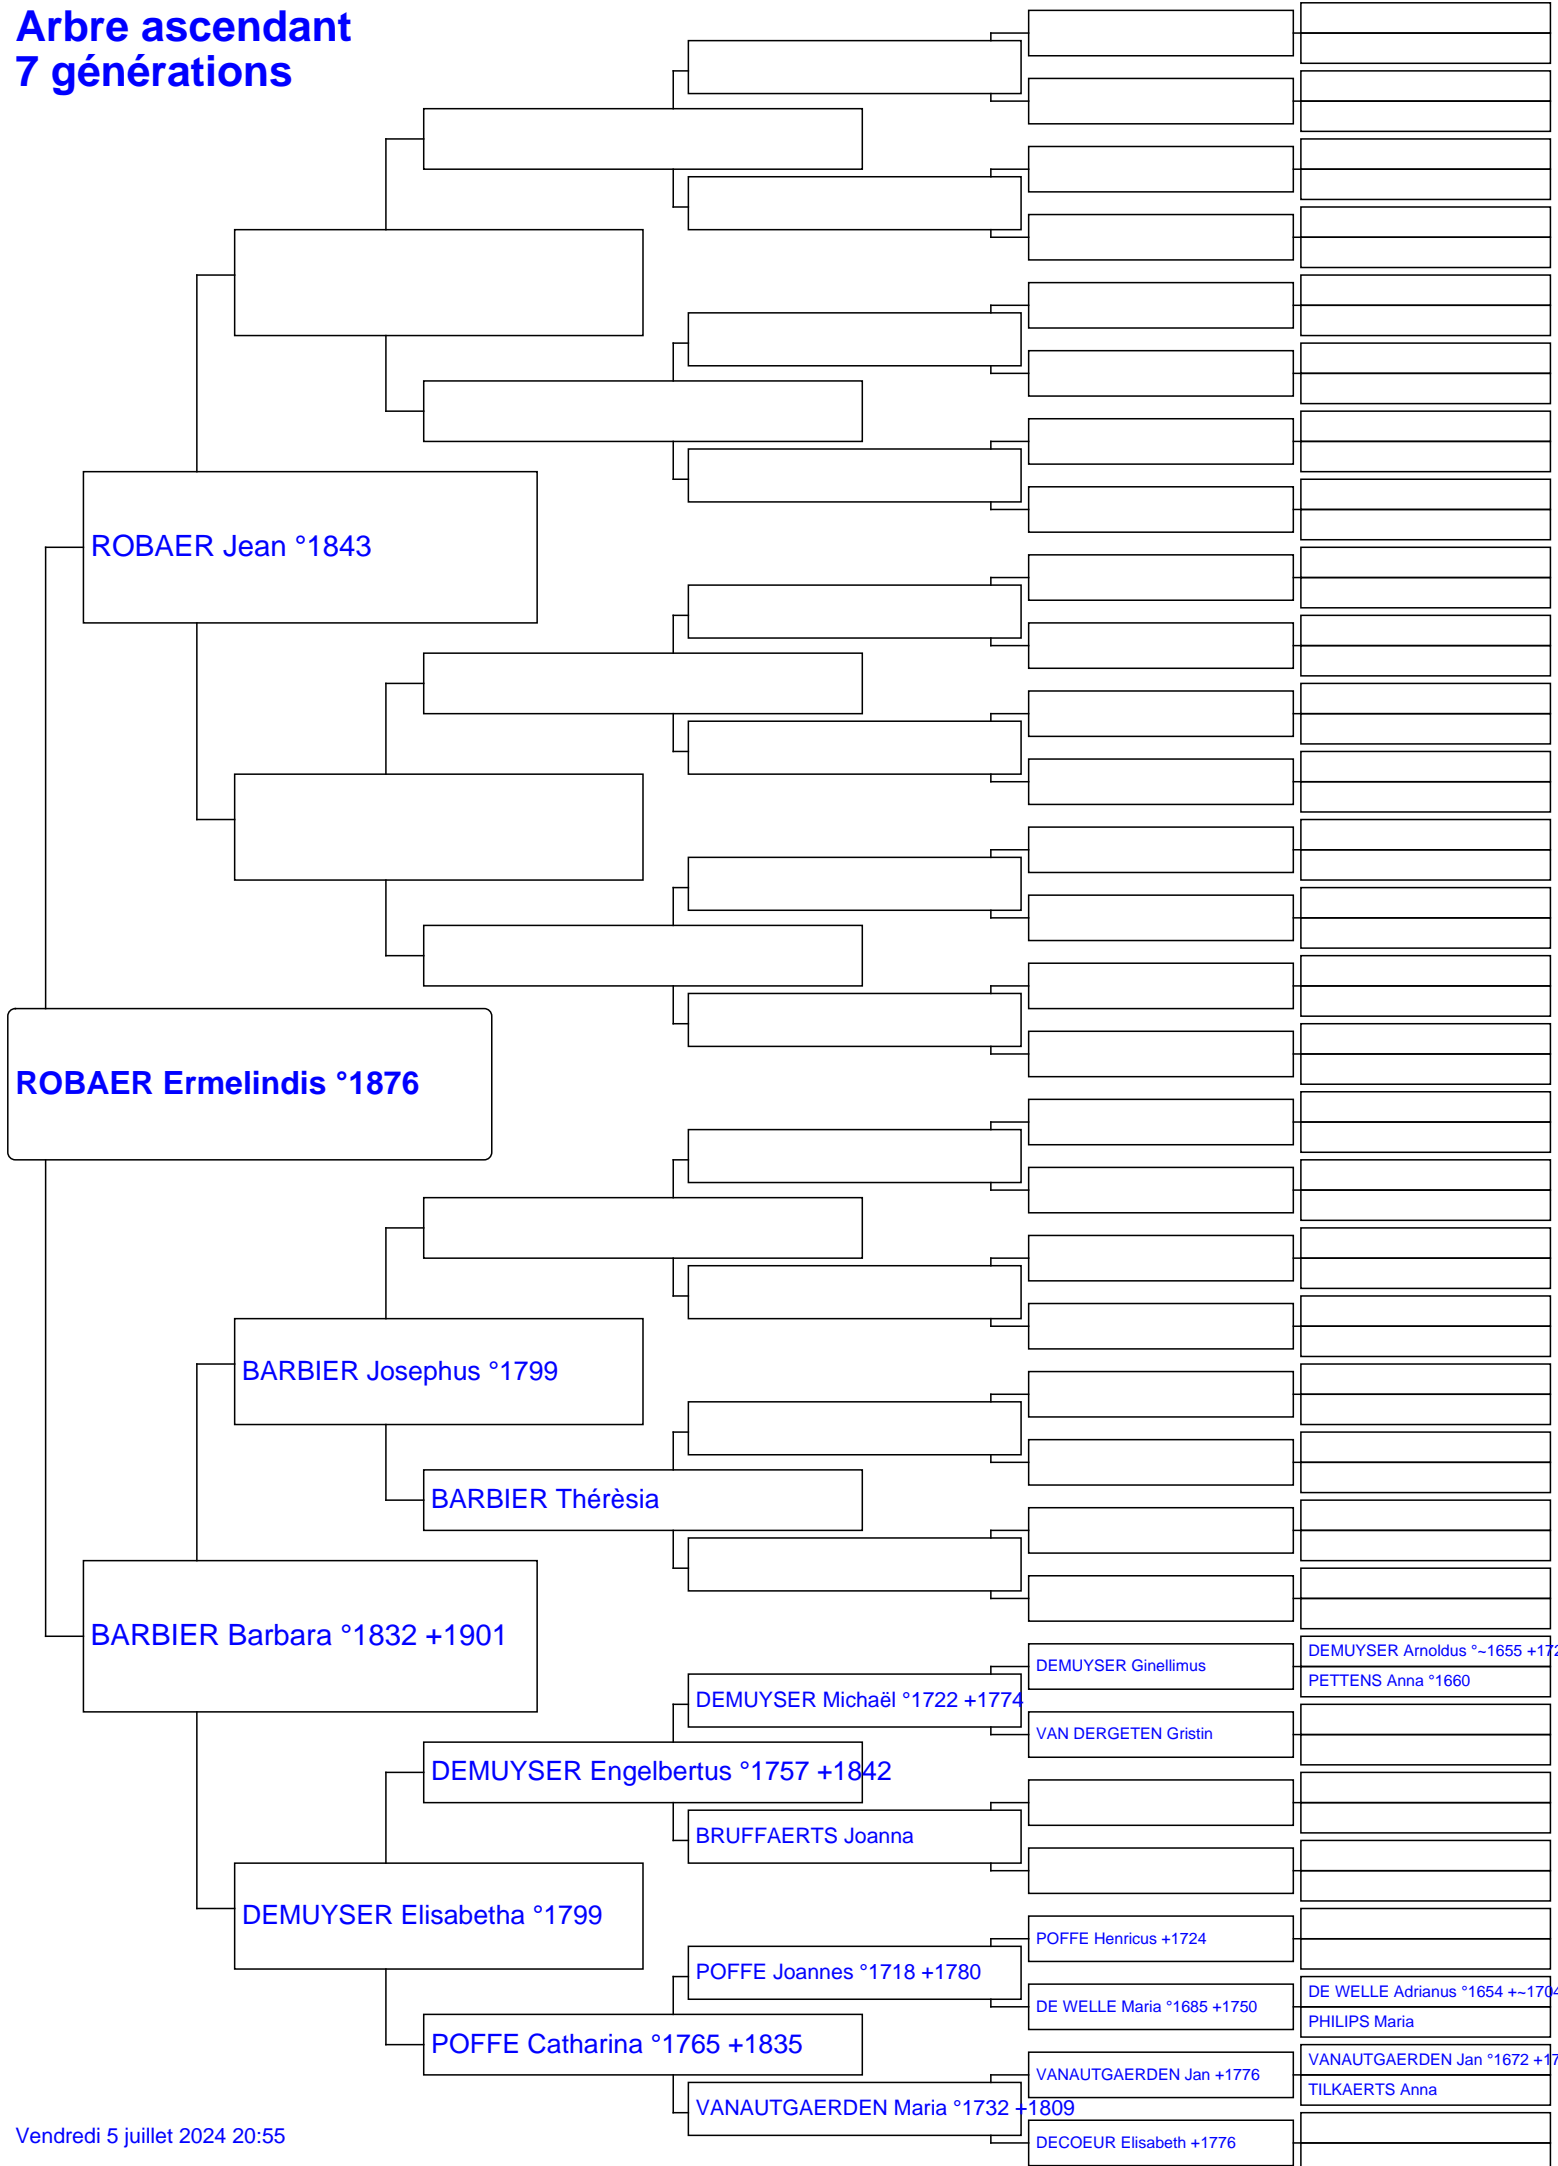 Arbre ascendant
7 générations
ROBAER Jean °1843
ROBAER Ermelindis °1876
BARBIER Josephus °1799
BARBIER Thérèsia
BARBIER Barbara °1832 +1901
DEMUYSER Arnoldus °~1655 +172
DEMUYSER Ginellimus
PETTENS Anna °1660
DEMUYSER Michaël °1722 +1774
VAN DERGETEN Gristin
DEMUYSER Engelbertus °1757 +1842
BRUFFAERTS Joanna
DEMUYSER Elisabetha °1799
POFFE Henricus +1724
POFFE Joannes °1718 +1780
DE WELLE Adrianus °1654 +~1704
DE WELLE Maria °1685 +1750
PHILIPS Maria
POFFE Catharina °1765 +1835
VANAUTGAERDEN Jan °1672 +17
VANAUTGAERDEN Jan +1776
TILKAERTS Anna
VANAUTGAERDEN Maria °1732 +1809
DECOEUR Elisabeth +1776
Vendredi 5 juillet 2024 20:55